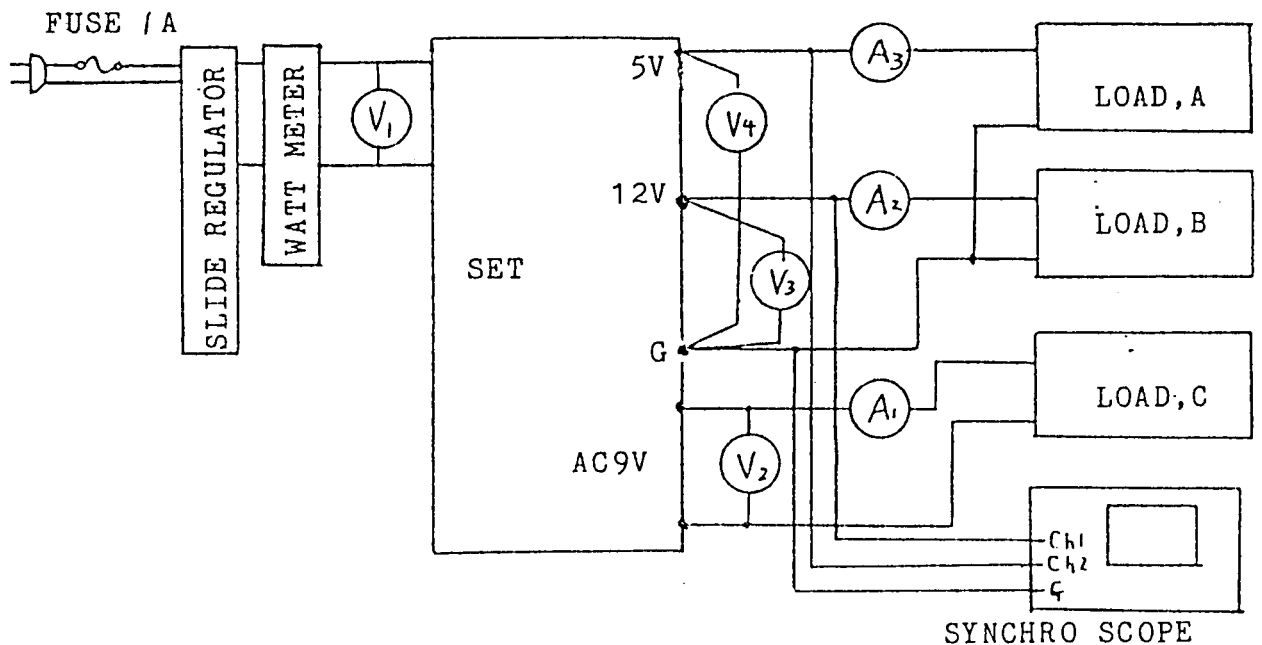 FUSE 1A
SLIDE REGULATOR
WATT METER
V1
SET
5V
12V
G
AC9V
V4
V3
V2
A3
A2
A1
LOAD,A
LOAD,B
LOAD,C
Ch1
Ch2
G
SYNCHRO SCOPE